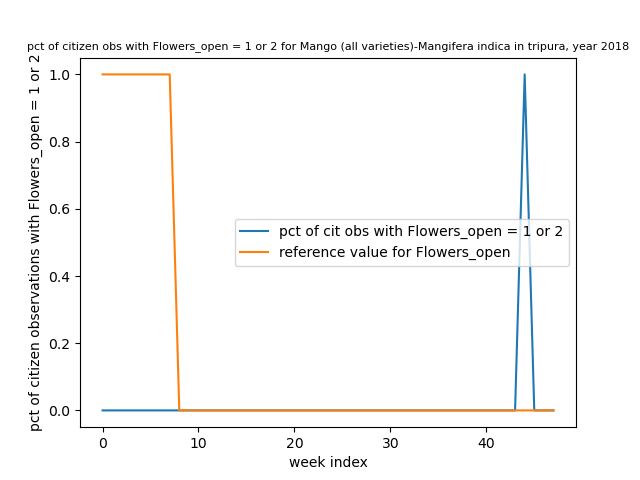 pct of citizen obs with Flowers_open = 1 or 2 for Mango (all varieties)-Mangifera indica in tripura, year 2018
pct of citizen observations with Flowers_open = 1 or 2
1.0
0.8
0.6
0.4
0.2
0.0
pct of cit obs with Flowers_open = 1 or 2
reference value for Flowers_open
0 10 20 30 40
week index